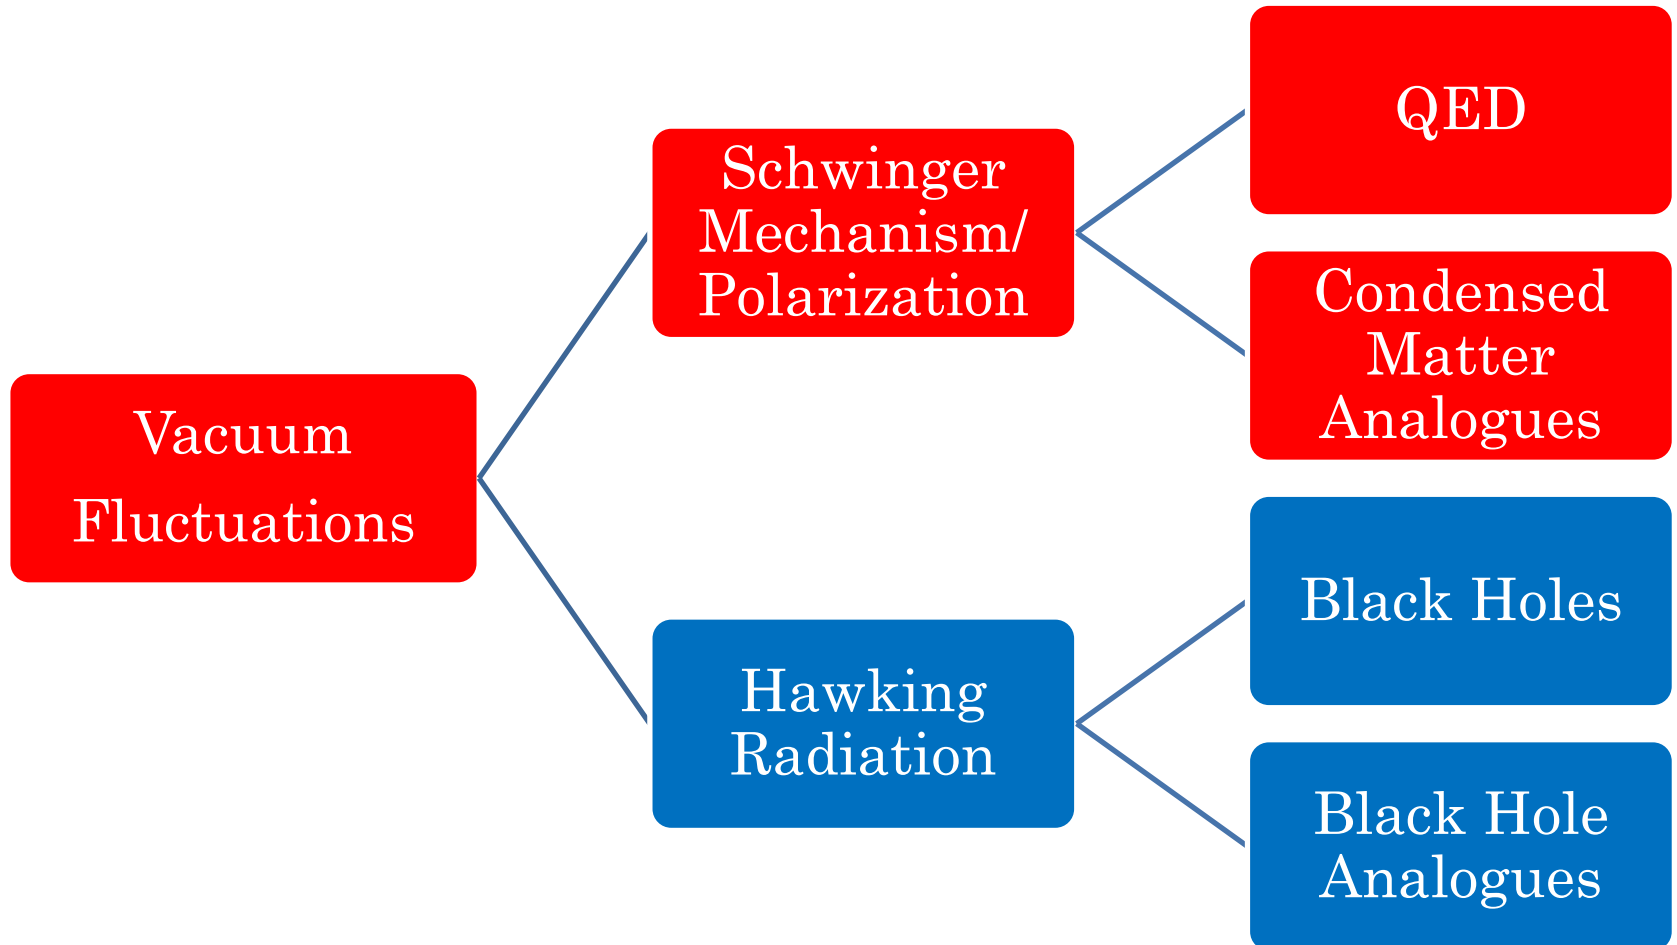 Vacuum
Fluctuations
Schwinger
Mechanism/
Polarization
QED
Condensed
Matter
Analogues
Hawking
Radiation
Black Holes
Black Hole
Analogues